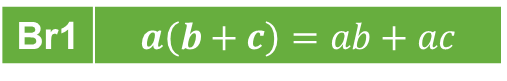 Br1 a(b + c) = ab + ac